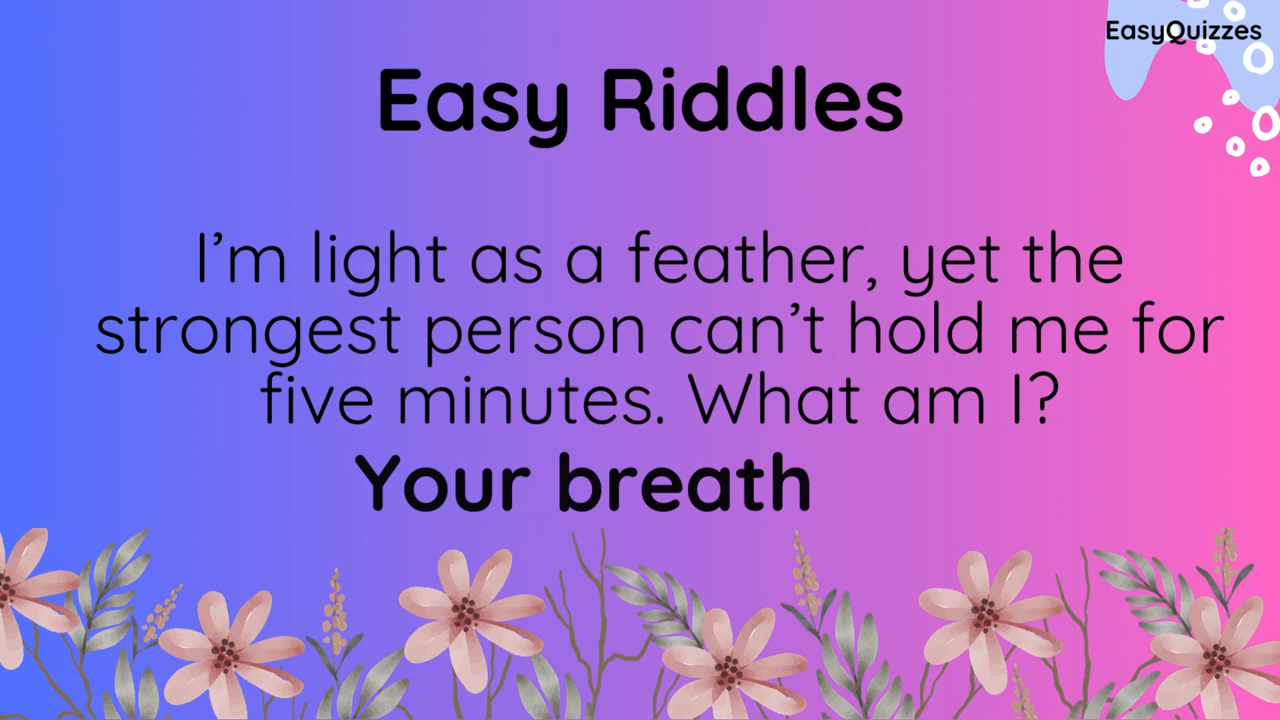 EasyQuizzes
Easy Riddles
I’m light as a feather, yet the
strongest person can’t hold me for
five minutes. What am I?
Your breath